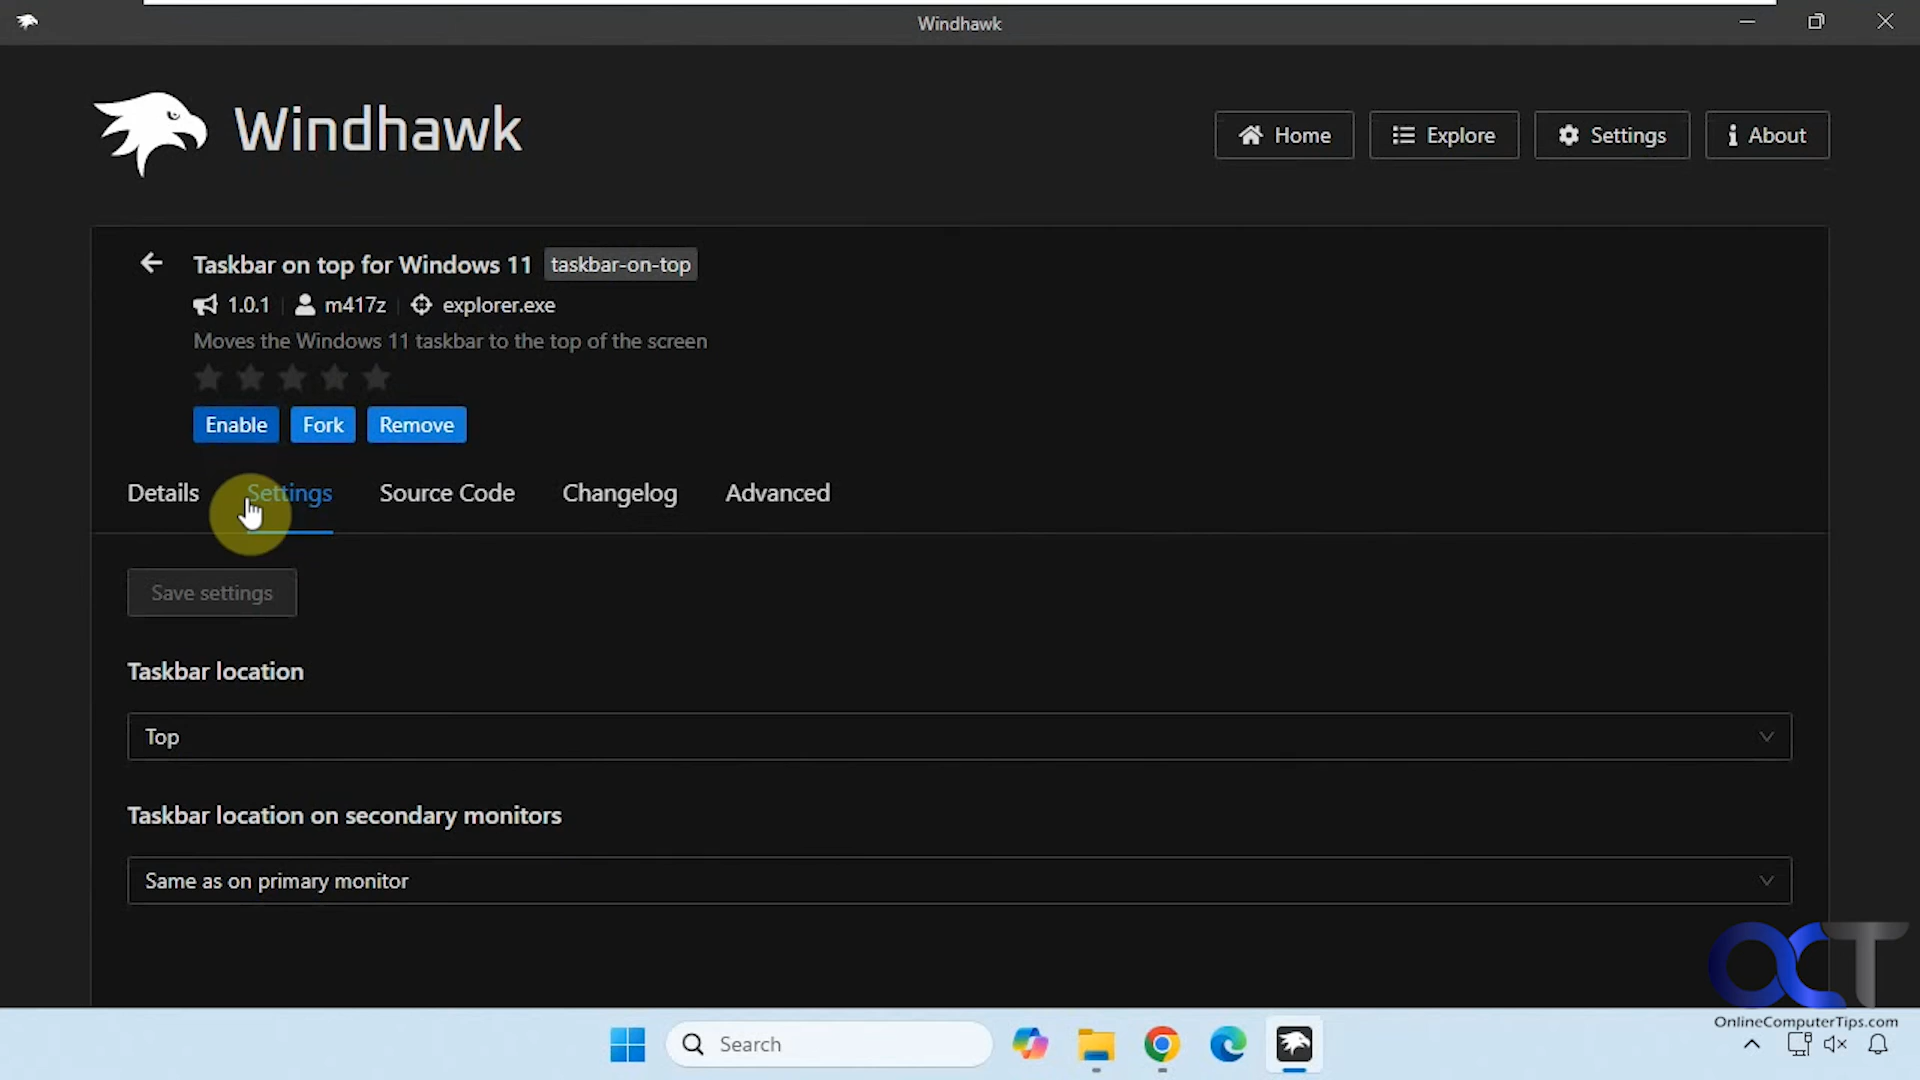 Windhawk
Windhawk
Home
Explore
Settings
About
Taskbar on top for Windows 11 taskbar-on-top
1.0.1 m417z explorer.exe
Moves the Windows 11 taskbar to the top of the screen
Enable Fork Remove
Details Settings Source Code Changelog Advanced
Save settings
Taskbar location
Top
Taskbar location on secondary monitors
Same as on primary monitor
OCT
OnlineComputerTips.com
Search